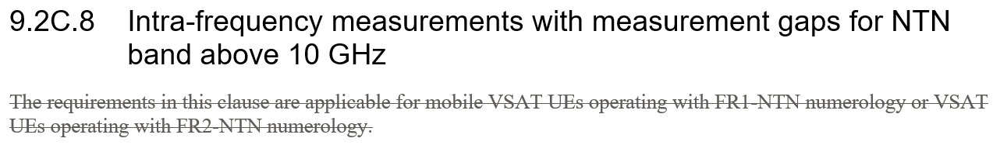 9.2C.8 Intra-frequency measurements with measurement gaps for NTN
band above 10 GHz
The requirements in this clause are applicable for mobile VSAT UEs operating with FR1-NTN numerology or VSAT
UEs operating with FR2-NTN numerology.